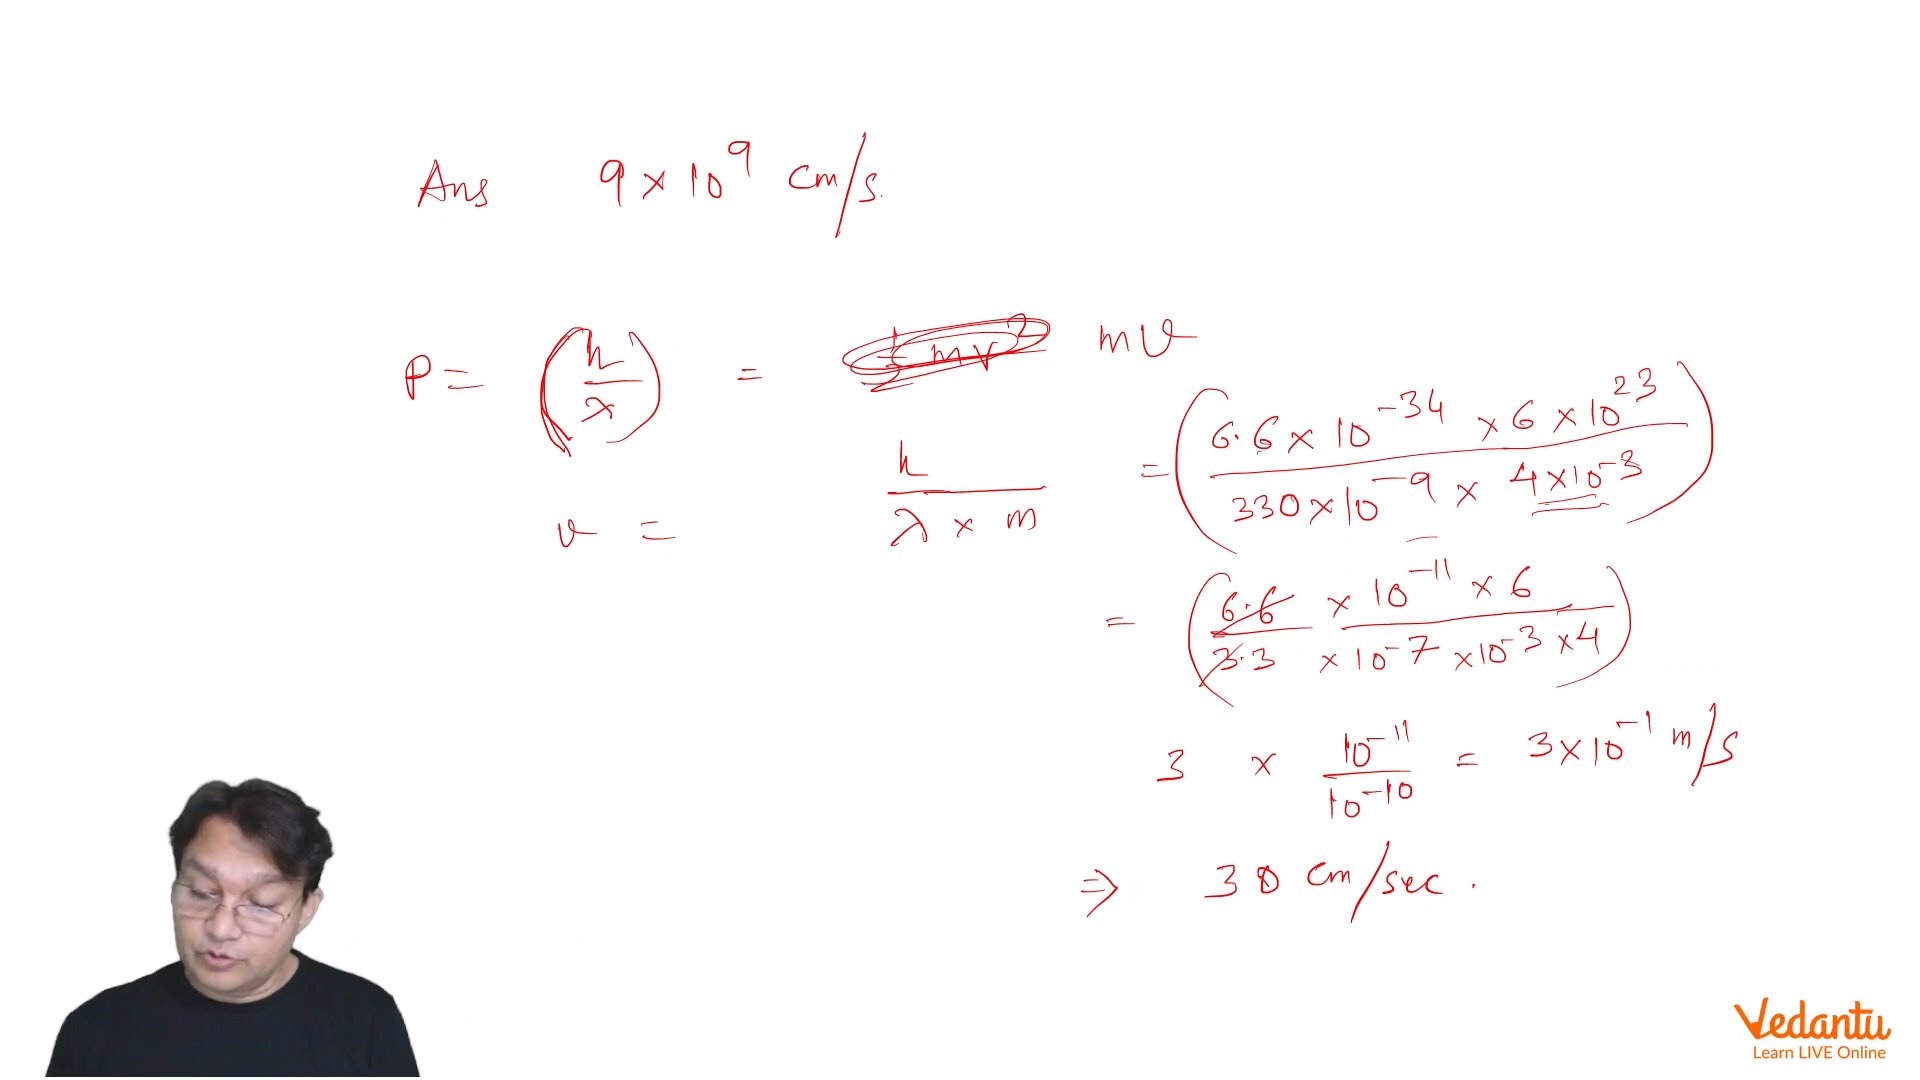 Ans 9 × 10⁹ cm/s.
P = (h/λ) = mv
v = h/(λ × m) = (6.6 × 10⁻³⁴ × 6 × 10²³)/(330 × 10⁻⁹ × 4×10⁻³)
= (6.6 × 10⁻¹¹ × 6)/(3.3 × 10⁻⁷ × 10⁻³ × 4)
3 × 10⁻¹¹/10⁻¹⁰ = 3 × 10⁻¹ m/s
⇒ 30 cm/sec.
Vedantu
Learn LIVE Online